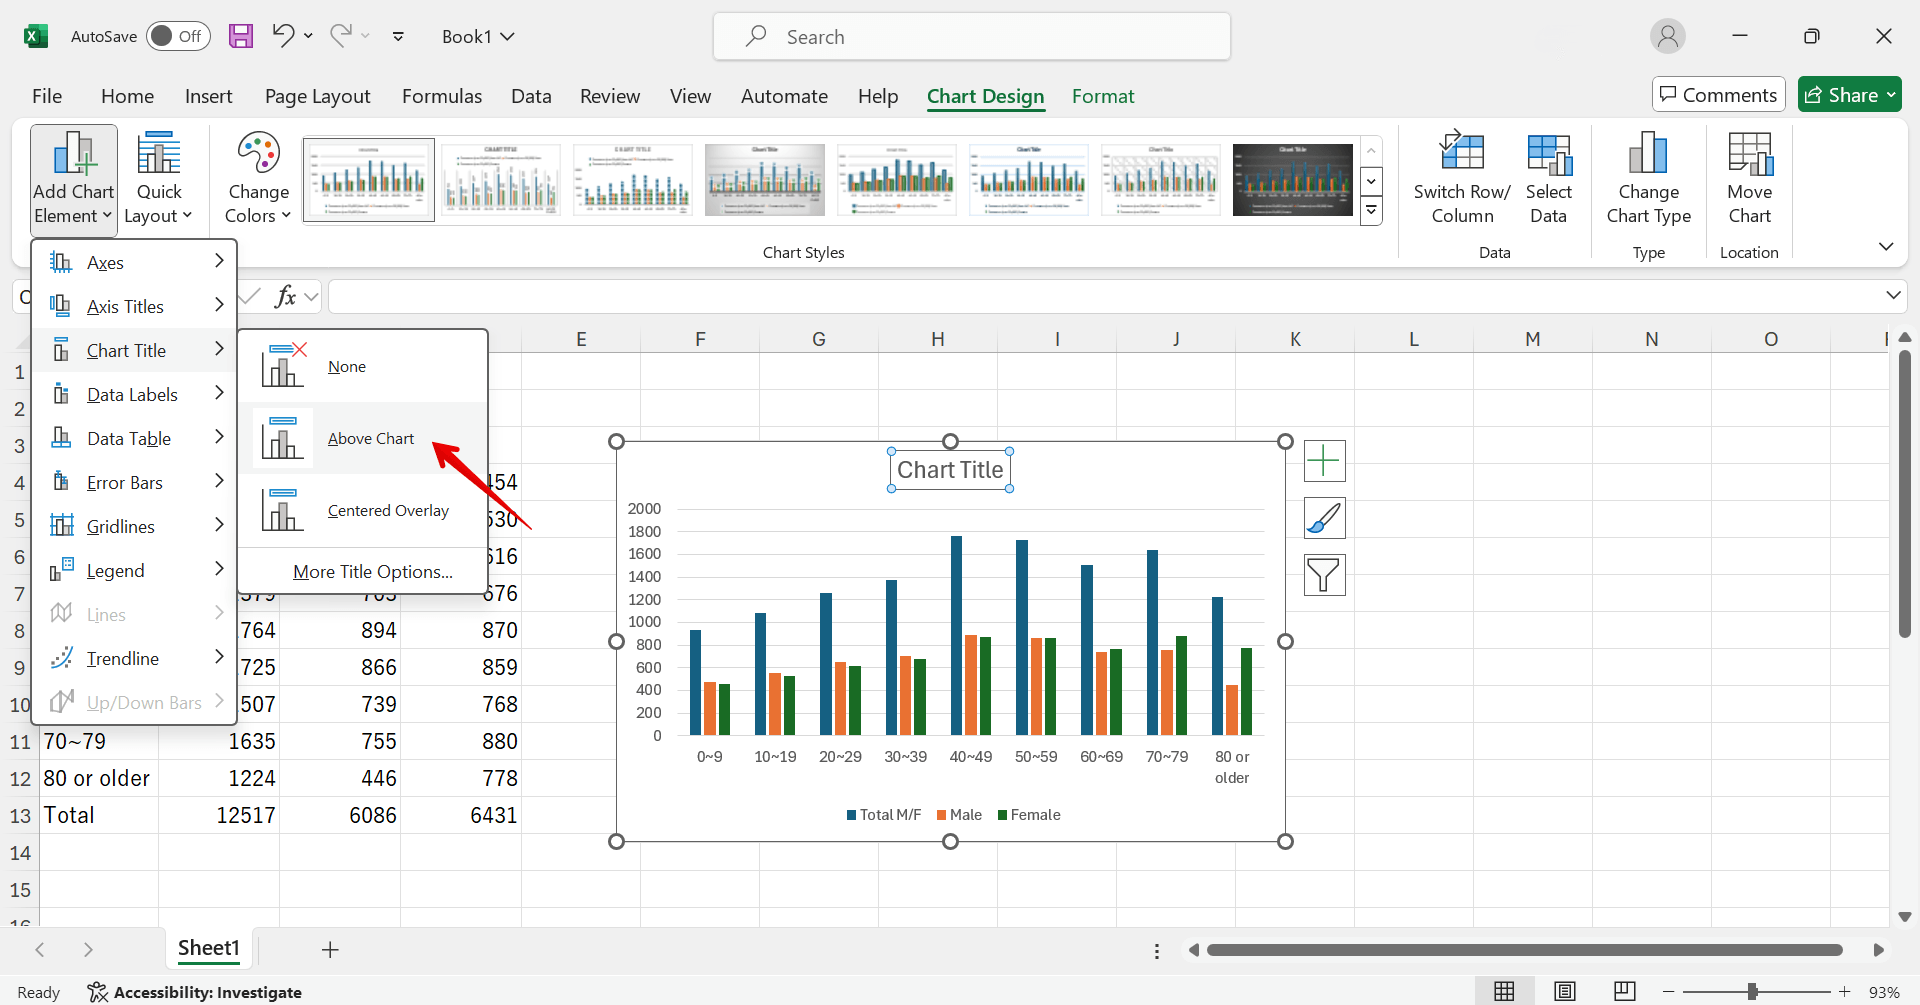 AutoSave Off Book1 Search
File Home Insert Page Layout Formulas Data Review View Automate Help Chart Design Format Comments Share
Add Chart Element
Quick Layout
Change Colors
Chart Styles
Switch Row/ Column
Select Data
Data
Change Chart Type
Type
Move Chart
Location
fx
Axes
Axis Titles
Chart Title
Data Labels
Data Table
Error Bars
Gridlines
Legend
Lines
Trendline
Up/Down Bars
None
Above Chart
Centered Overlay
More Title Options...
E F G H I J K L M N O
1
2
3
4 454
5 530
6 616
7 676
8 764 894 870
9 725 866 859
10 507 739 768
11 70~79 1635 755 880
12 80 or older 1224 446 778
13 Total 12517 6086 6431
14
15
Chart Title
2000
1800
1600
1400
1200
1000
800
600
400
200
0
0~9 10~19 20~29 30~39 40~49 50~59 60~69 70~79 80 or older
Total M/F Male Female
Sheet1
Ready Accessibility: Investigate 93%